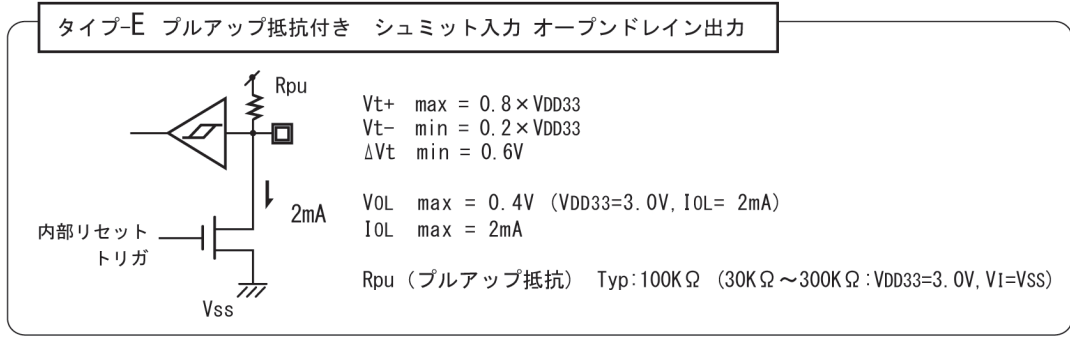 タイプ-E プルアップ抵抗付き シュミット入力 オープンドレイン出力
Rpu
Vt+ max = 0.8×VDD33
Vt- min = 0.2×VDD33
ΔVt min = 0.6V
2mA
VOL max = 0.4V (VDD33=3.0V, IOL= 2mA)
IOL max = 2mA
内部リセット
トリガ
Rpu (プルアップ抵抗) Typ:100KΩ (30KΩ～300KΩ:VDD33=3.0V, VI=VSS)
Vss